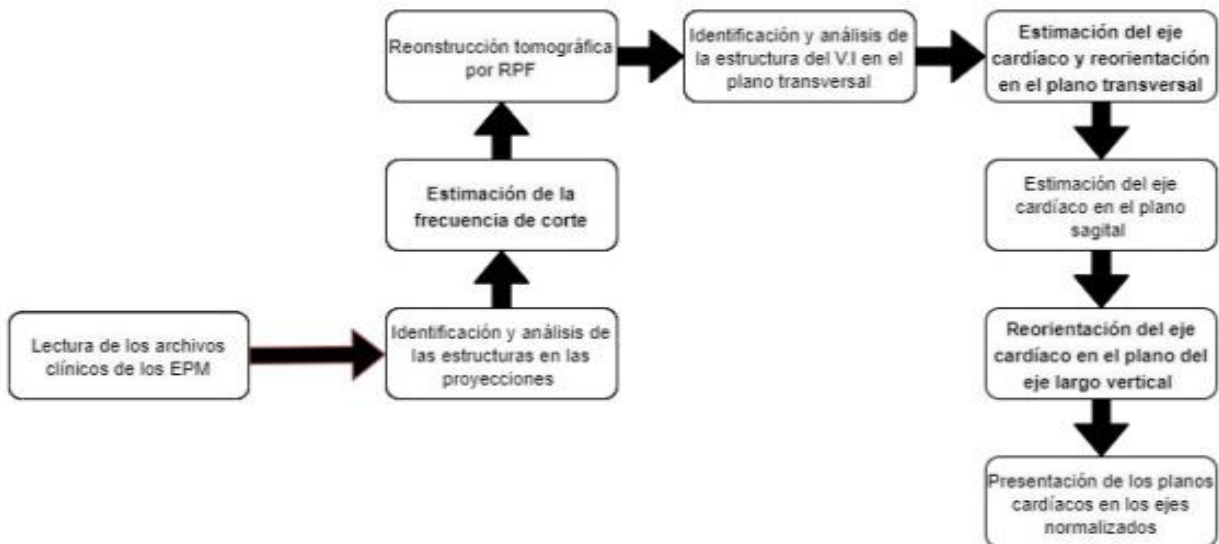 Lectura de los archivos
clínicos de los EPM
Identificación y análisis de
las estructuras en las
proyecciones
Estimación de la
frecuencia de corte
Reonstrucción tomográfica
por RPF
Identificación y análisis de
la estructura del V.I en el
plano transversal
Estimación del eje
cardíaco y reorientación
en el plano transversal
Estimación del eje
cardíaco en el plano
sagital
Reorientación del eje
cardíaco en el plano del
eje largo vertical
Presentación de los planos
cardíacos en los ejes
normalizados